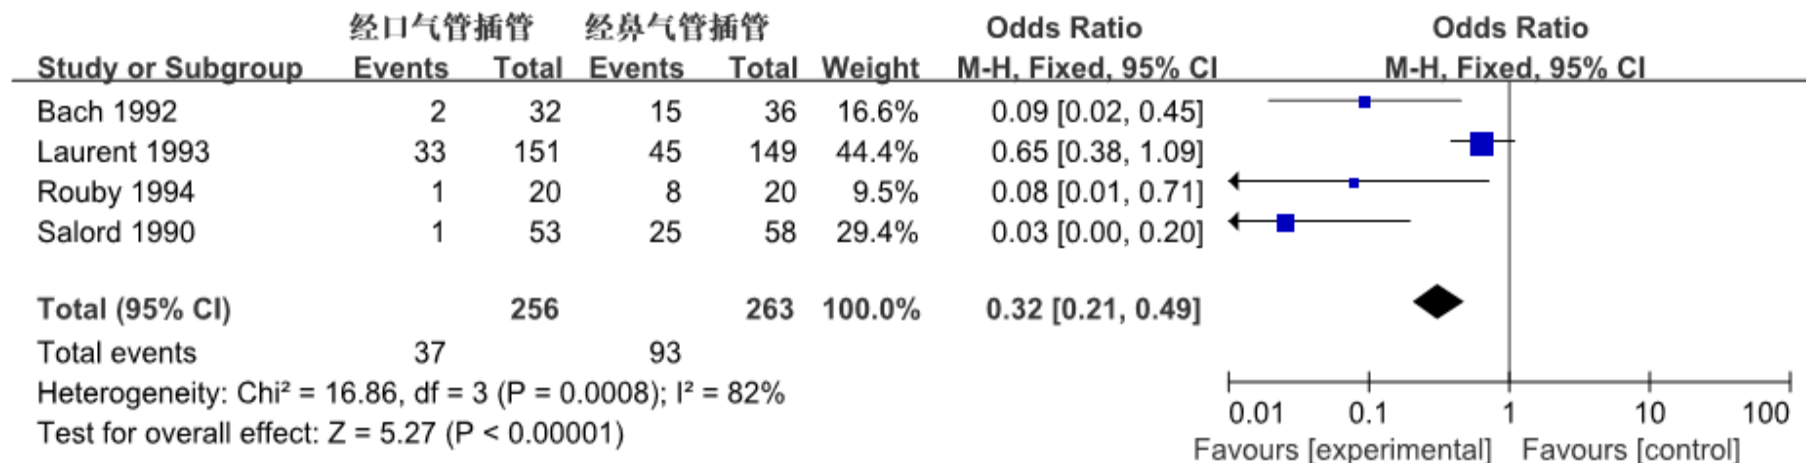 经口气管插管 经鼻气管插管 Odds Ratio Odds Ratio
Study or Subgroup Events Total Events Total Weight M-H, Fixed, 95% CI M-H, Fixed, 95% CI
Bach 1992 2 32 15 36 16.6% 0.09 [0.02, 0.45]
Laurent 1993 33 151 45 149 44.4% 0.65 [0.38, 1.09]
Rouby 1994 1 20 8 20 9.5% 0.08 [0.01, 0.71]
Salord 1990 1 53 25 58 29.4% 0.03 [0.00, 0.20]
Total (95% CI) 256 263 100.0% 0.32 [0.21, 0.49]
Total events 37 93
Heterogeneity: Chi² = 16.86, df = 3 (P = 0.0008); I² = 82%
Test for overall effect: Z = 5.27 (P < 0.00001)
0.01 0.1 1 10 100
Favours [experimental] Favours [control]